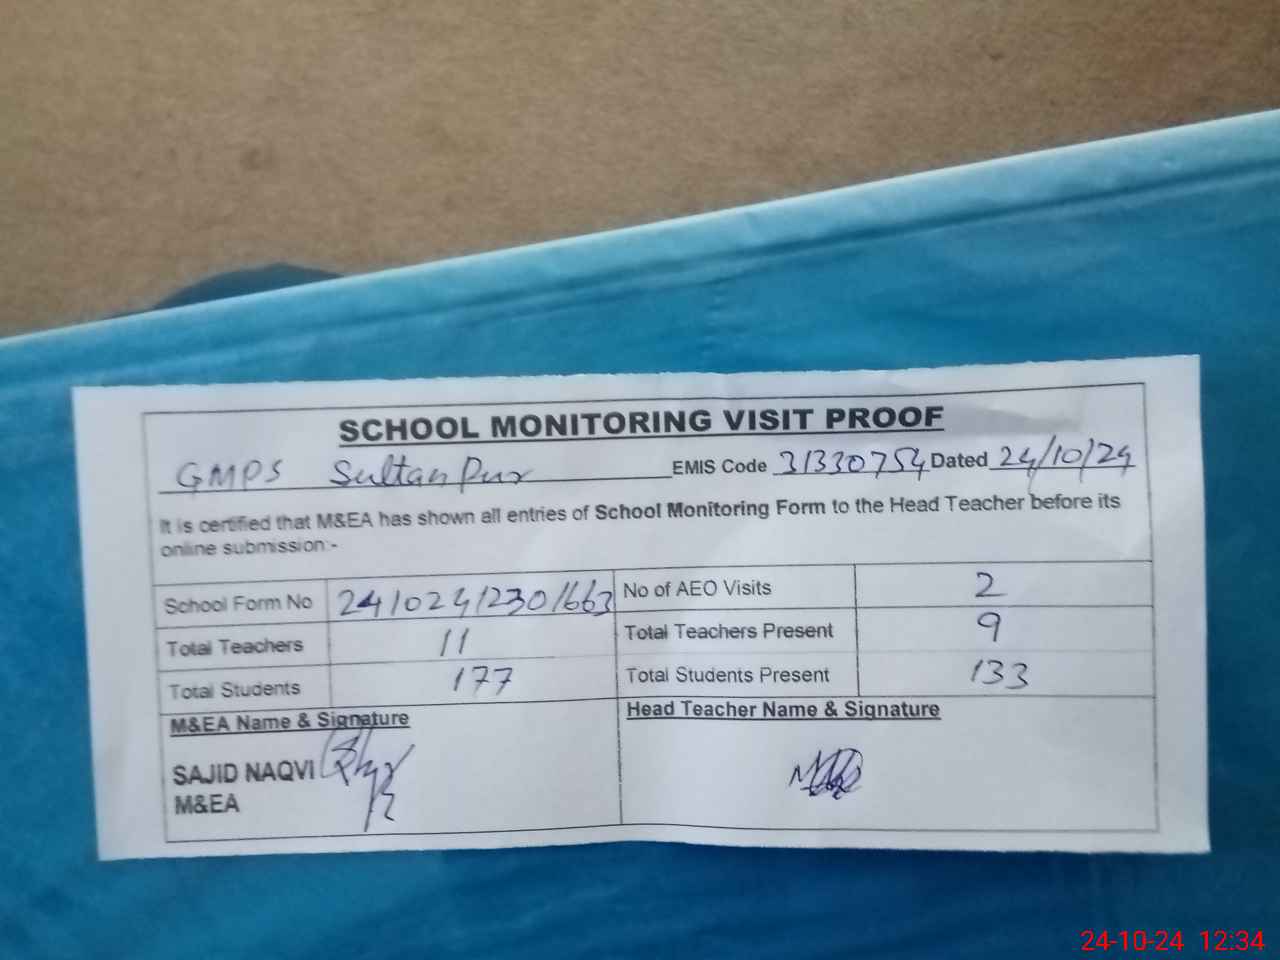 SCHOOL MONITORING VISIT PROOF
GMPS Sultan Pur EMIS Code 31330754 Dated 24/10/24
It is certified that M&EA has shown all entries of School Monitoring Form to the Head Teacher before its
online submission:-
School Form No 24102412301663 No of AEO Visits 2
Total Teachers 11 Total Teachers Present 9
Total Students 177 Total Students Present 133
M&EA Name & Signature Head Teacher Name & Signature
SAJID NAQVI
M&EA
24-10-24 12:34